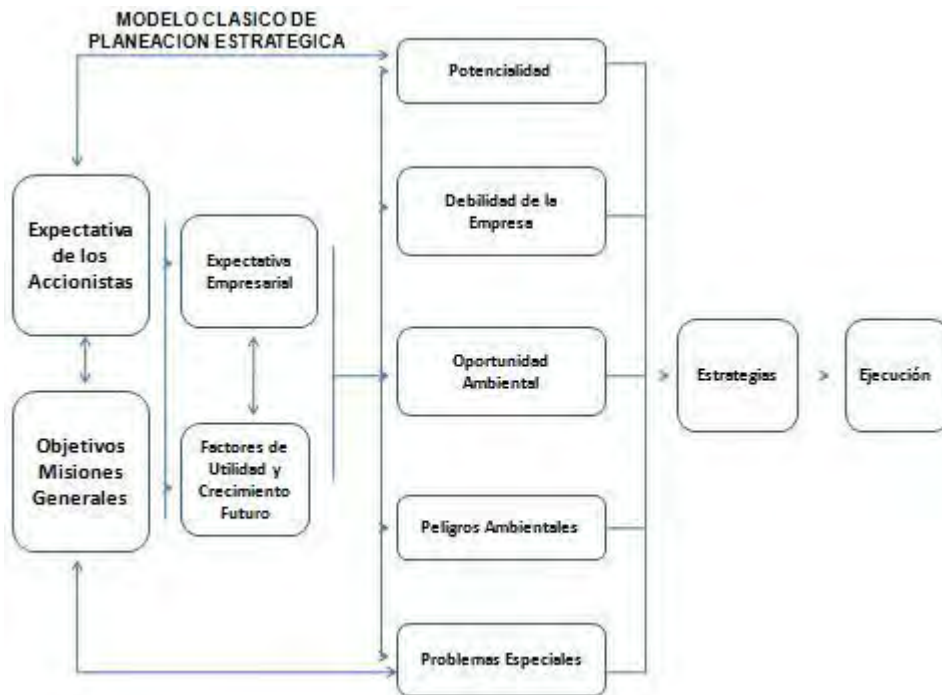 MODELO CLASICO DE
PLANEACION ESTRATEGICA
Expectativa
de los
Accionistas
Objetivos
Misiones
Generales
Expectativa
Empresarial
Factores de
Utilidad y
Crecimiento
Futuro
Potencialidad
Debilidad de la
Empresa
Oportunidad
Ambiental
Peligros Ambientales
Problemas Especiales
Estrategias
Ejecución